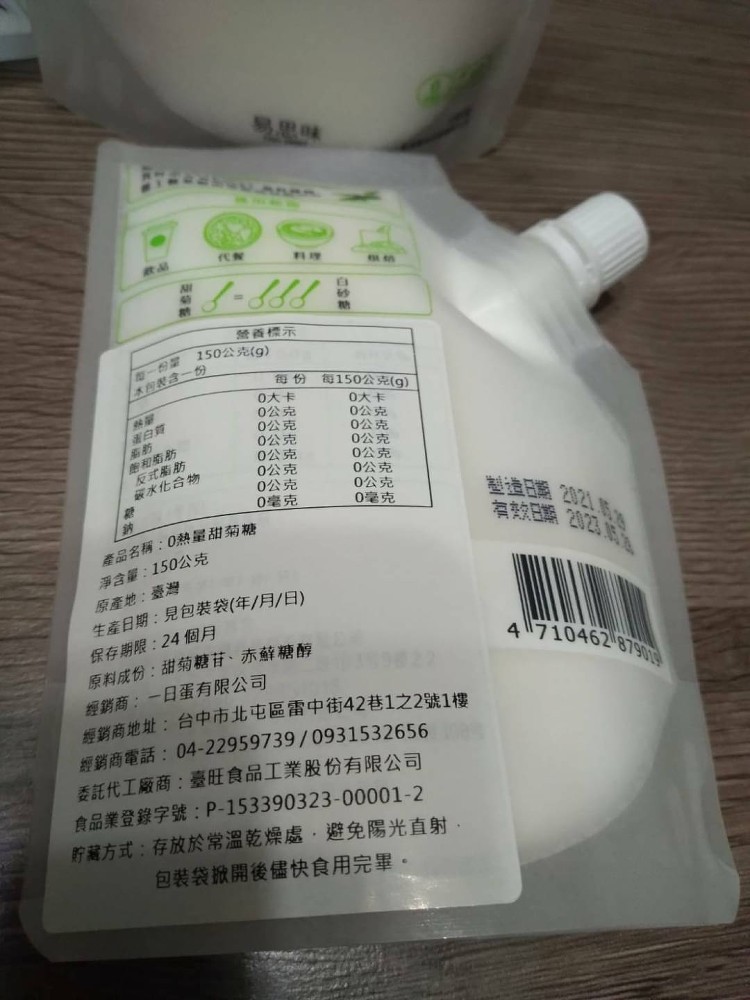 易思味
飲品
代餐
料理
烘焙
甜菊糖
=
白砂糖
營養標示
每一份量 150公克(g)
本包裝含一份
每份 每150公克(g)
熱量 0大卡 0大卡
蛋白質 0公克 0公克
脂肪 0公克 0公克
飽和脂肪 0公克 0公克
反式脂肪 0公克 0公克
碳水化合物 0公克 0公克
糖 0公克 0公克
鈉 0毫克 0毫克
產品名稱：0熱量甜菊糖
淨含量：150公克
原產地：臺灣
生產日期：見包裝袋(年/月/日)
保存期限：24個月
原料成份：甜菊糖苷、赤蘚糖醇
經銷商：一日蛋有限公司
經銷商地址：台中市北屯區雷中街42巷1之2號1樓
經銷商電話：04-22959739/0931532656
委託代工廠商：臺旺食品工業股份有限公司
食品業登錄字號：P-153390323-00001-2
貯藏方式：存放於常溫乾燥處．避免陽光直射．
包裝袋掀開後儘快食用完畢。
製造日期 2021.05.29
有效日期 2023.05.28
4 710462 879019